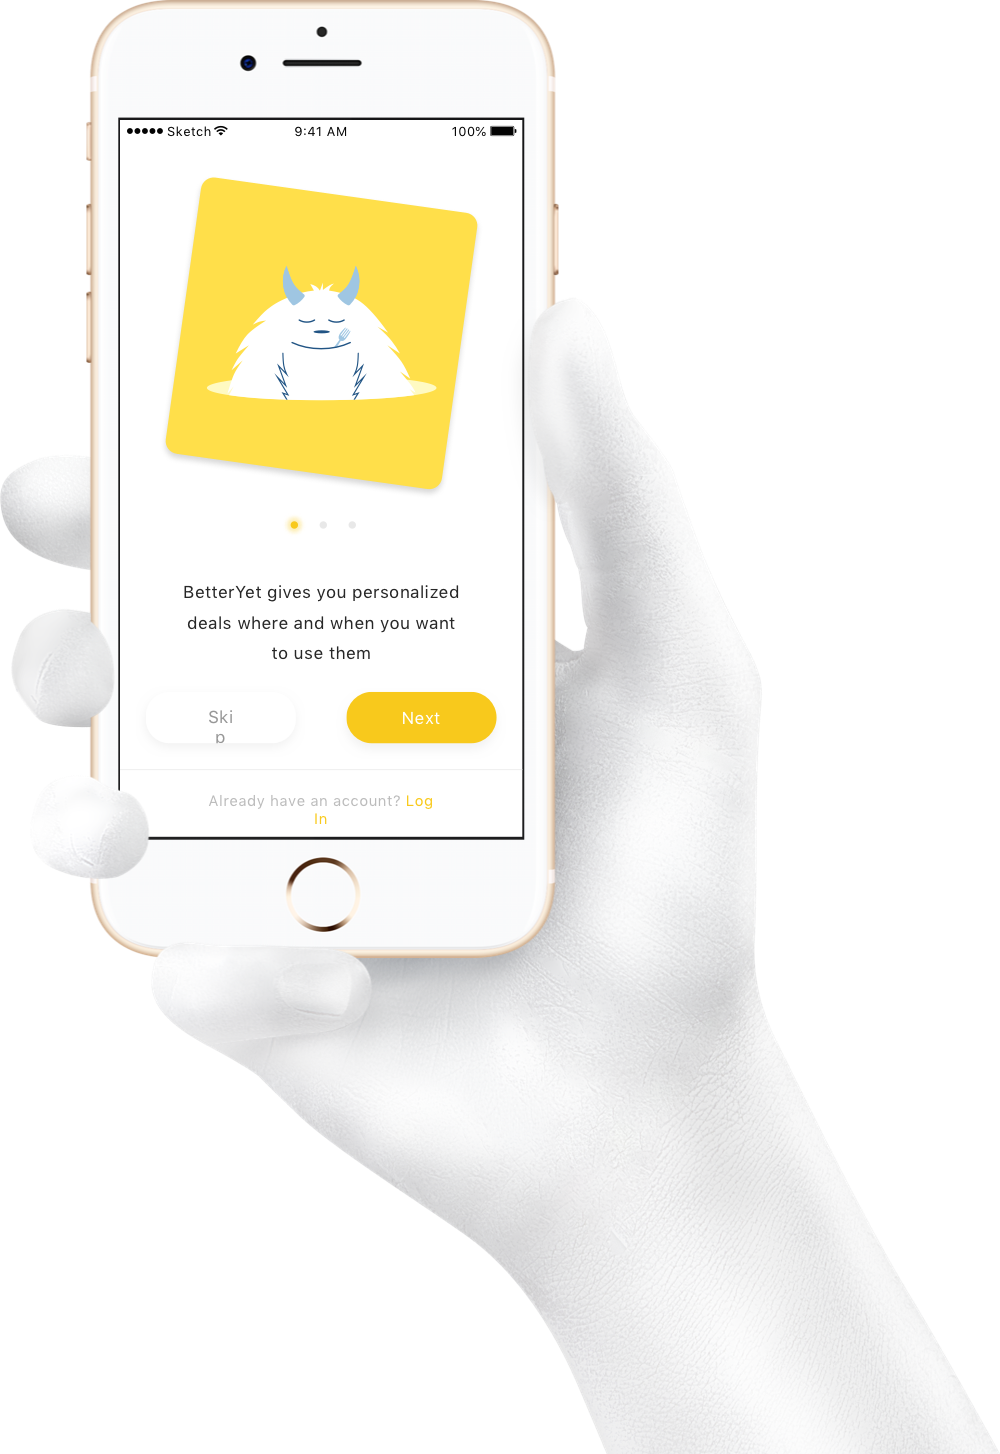 Sketch 9:41 AM 100%
BetterYet gives you personalized
deals where and when you want
to use them
Ski
p
Next
Already have an account? Log
In